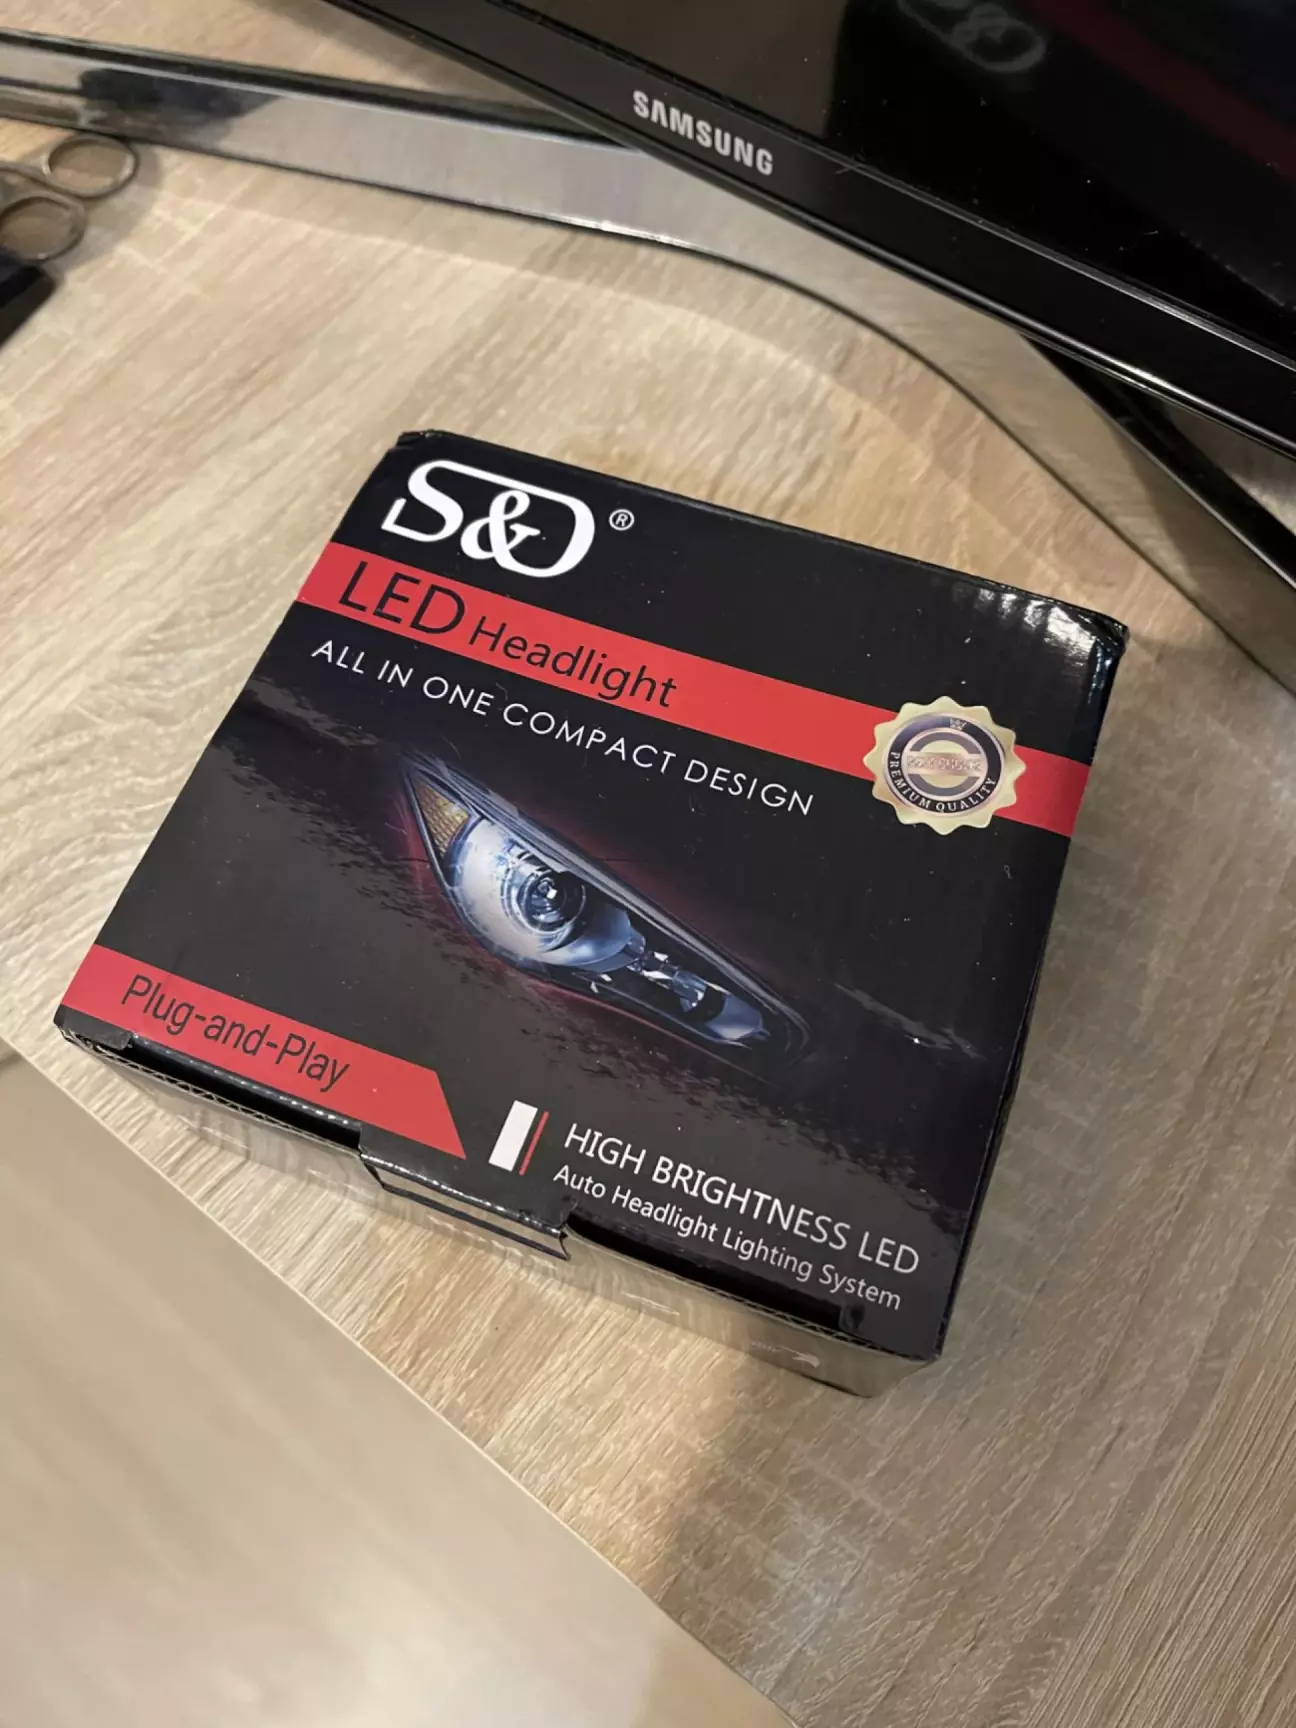 SAMSUNG
S&D®
LED Headlight
ALL IN ONE COMPACT DESIGN
PREMIUM QUALITY
Plug-and-Play
HIGH BRIGHTNESS LED
Auto Headlight Lighting System